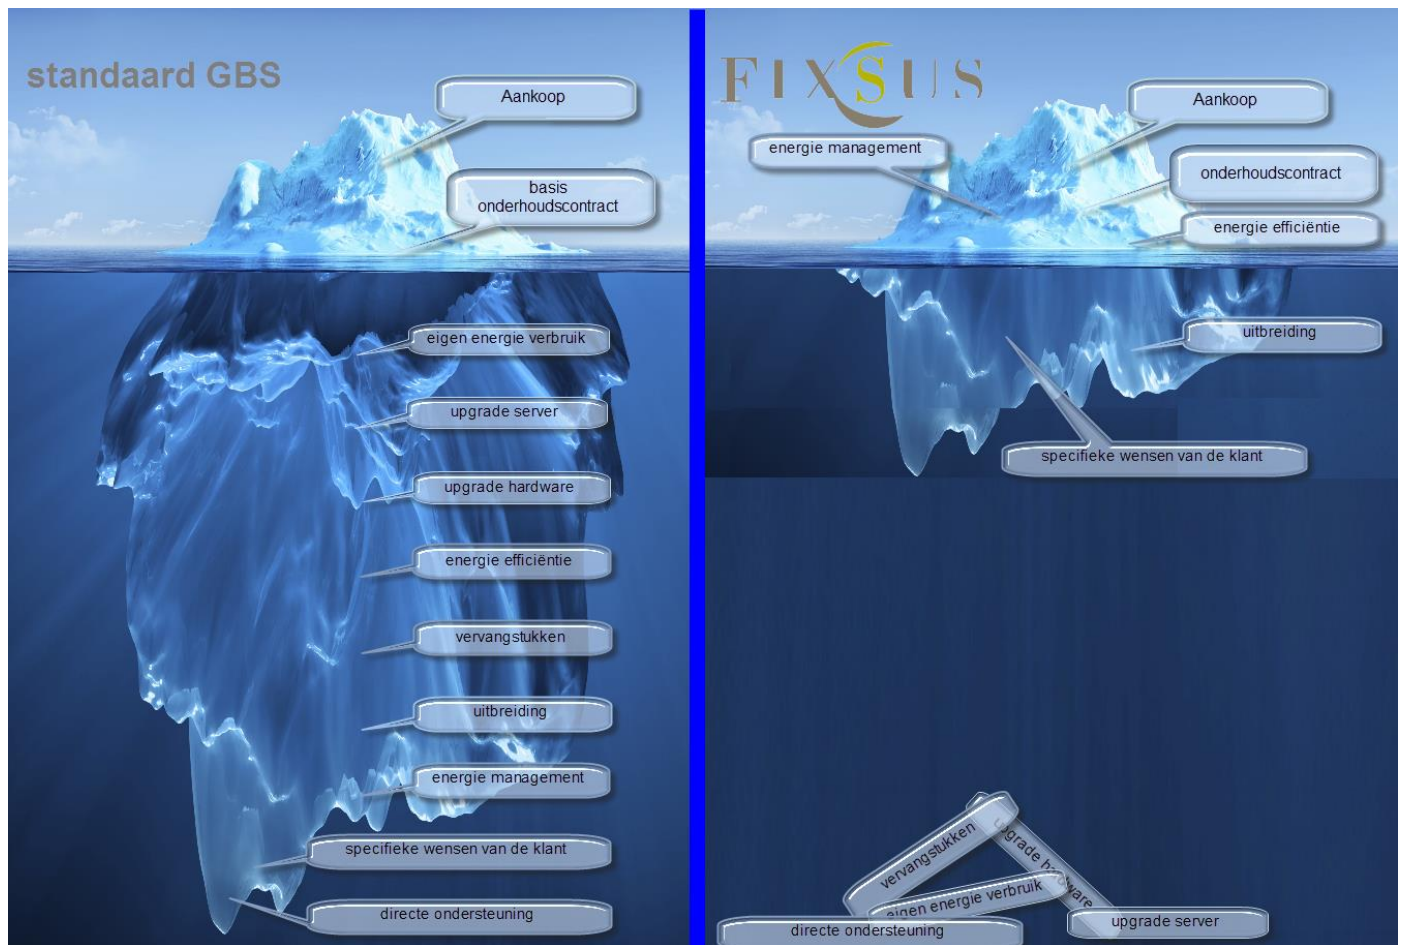 standaard GBS
Aankoop
basis
onderhoudscontract
eigen energie verbruik
upgrade server
upgrade hardware
energie efficiëntie
vervangstukken
uitbreiding
energie management
specifieke wensen van de klant
directe ondersteuning
FIXSUS
Aankoop
energie management
onderhoudscontract
energie efficiëntie
uitbreiding
specifieke wensen van de klant
vervangstukken
upgrade hardware
eigen energie verbruik
upgrade server
directe ondersteuning